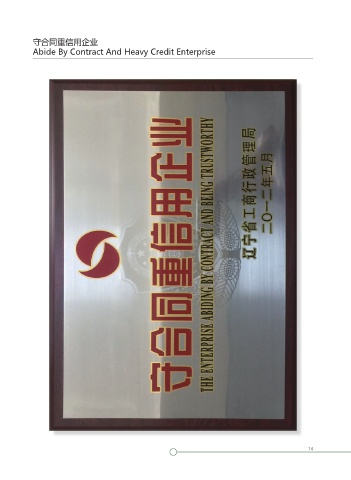 守合同重信用企业
Abide By Contract And Heavy Credit Enterprise
守合同重信用企业
THE ENTERPRISE ABIDING BY CONTRACT AND BEING TRUSTWORTHY
辽宁省工商行政管理局
二〇一二年五月
14